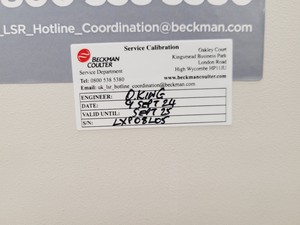 _LSR_Hotline_Coordination@beckman.com
Service Calibration
BECKMAN
COULTER
Oakley Court
Kingsmead Business Park
London Road
High Wycombe HP11JU
Service Department
Tel: 0800 538 5380
www.beckmancoulter.com
Email: uk_lsr_hotline_coordination@beckman.com
ENGINEER: D.KING
DATE: 4 SEPT 24
VALID UNTIL: SEPT 25
S/N: LXP08L05